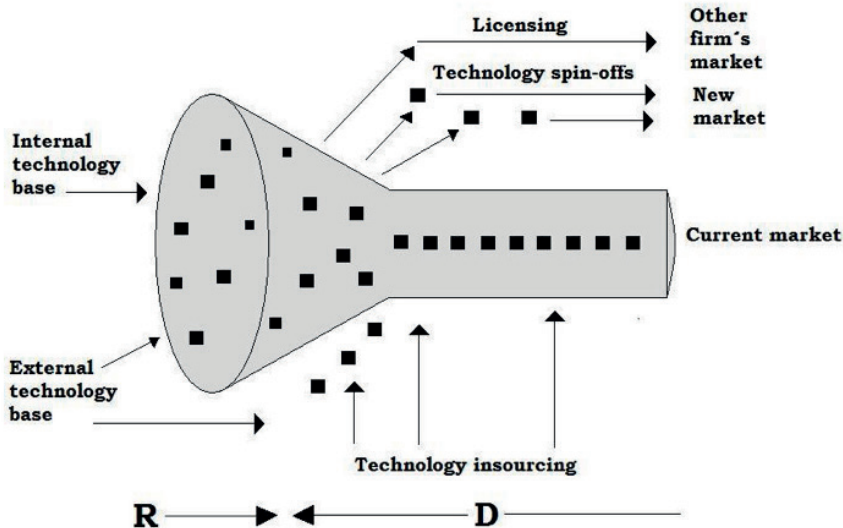 Licensing
Other
firm´s
market
Technology spin-offs
New
market
Internal
technology
base
Current market
External
technology
base
Technology insourcing
R
D